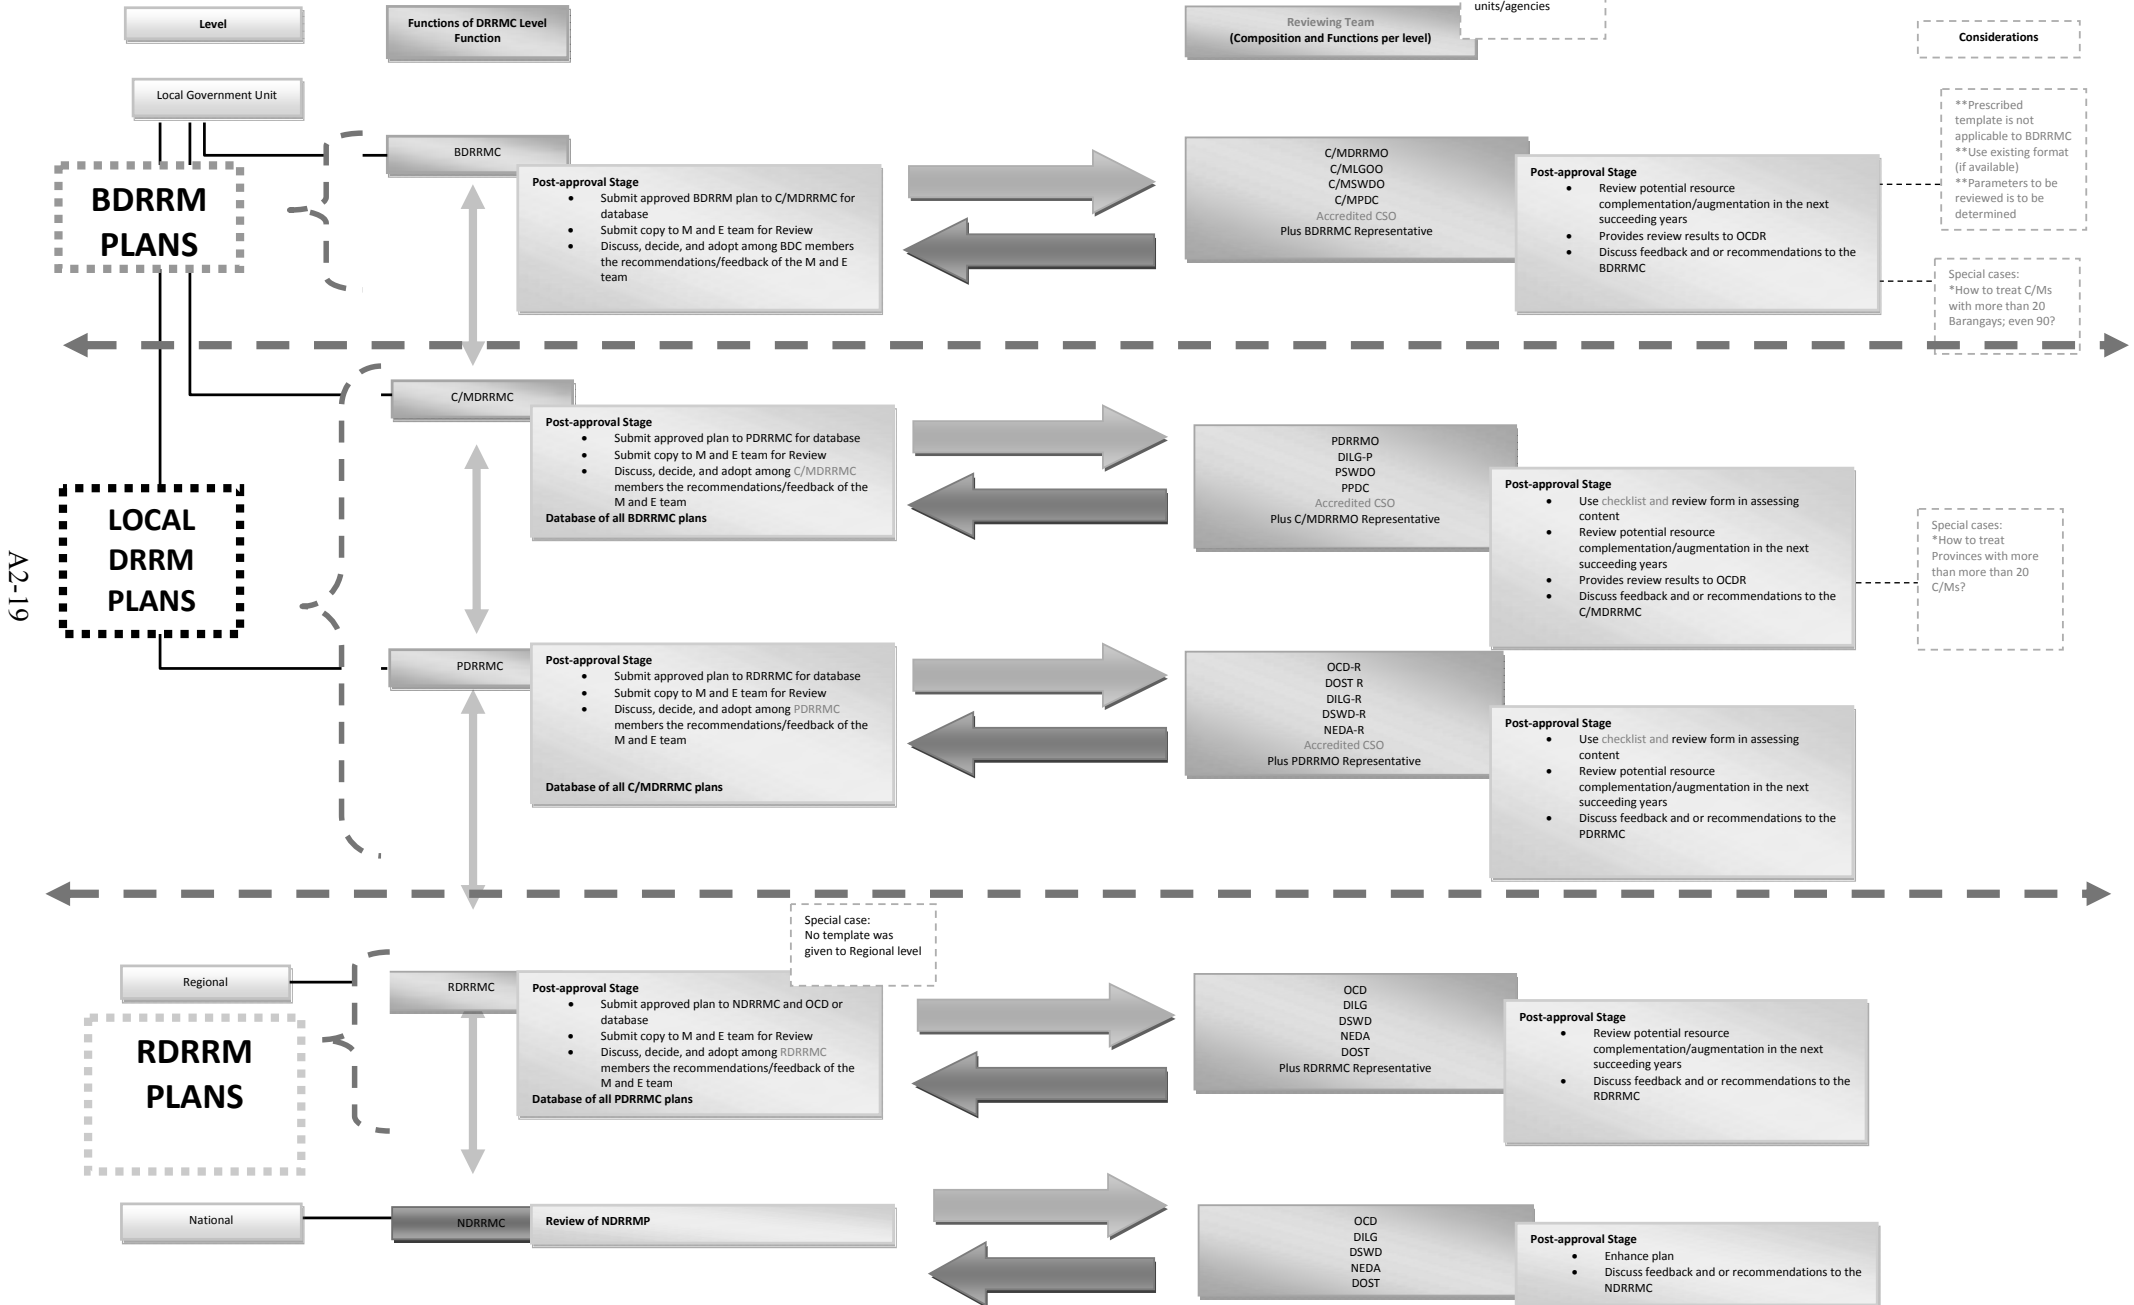 units/agencies
Level
Functions of DRRMC Level
Function
Reviewing Team
(Composition and Functions per level)
Considerations
Local Government Unit
BDRRM
PLANS
BDRRMC
Post-approval Stage
• Submit approved BDRRM plan to C/MDRRMC for
database
• Submit copy to M and E team for Review
• Discuss, decide, and adopt among BDC members
the recommendations/feedback of the M and E
team
C/MDRRMO
C/MLGOO
C/MSWDO
C/MPDC
Accredited CSO
Plus BDRRMC Representative
Post-approval Stage
• Review potential resource
complementation/augmentation in the next
succeeding years
• Provides review results to OCDR
• Discuss feedback and or recommendations to the
BDRRMC
**Prescribed
template is not
applicable to BDRRMC
**Use existing format
(if available)
**Parameters to be
reviewed is to be
determined
Special cases:
*How to treat C/Ms
with more than 20
Barangays; even 90?
LOCAL
DRRM
PLANS
C/MDRRMC
Post-approval Stage
• Submit approved plan to PDRRMC for database
• Submit copy to M and E team for Review
• Discuss, decide, and adopt among C/MDRRMC
members the recommendations/feedback of the
M and E team
Database of all BDRRMC plans
PDRRMO
DILG-P
PSWDO
PPDC
Accredited CSO
Plus C/MDRRMO Representative
Post-approval Stage
• Use checklist and review form in assessing
content
• Review potential resource
complementation/augmentation in the next
succeeding years
• Provides review results to OCDR
• Discuss feedback and or recommendations to the
C/MDRRMC
Special cases:
*How to treat
Provinces with more
than more than 20
C/Ms?
A2-19
PDRRMC
Post-approval Stage
• Submit approved plan to RDRRMC for database
• Submit copy to M and E team for Review
• Discuss, decide, and adopt among PDRRMC
members the recommendations/feedback of the
M and E team
Database of all C/MDRRMC plans
OCD-R
DOST R
DILG-R
DSWD-R
NEDA-R
Accredited CSO
Plus PDRRMO Representative
Post-approval Stage
• Use checklist and review form in assessing
content
• Review potential resource
complementation/augmentation in the next
succeeding years
• Discuss feedback and or recommendations to the
PDRRMC
Special case:
No template was
given to Regional level
Regional
RDRRM
PLANS
RDRRMC
Post-approval Stage
• Submit approved plan to NDRRMC and OCD or
database
• Submit copy to M and E team for Review
• Discuss, decide, and adopt among RDRRMC
members the recommendations/feedback of the
M and E team
Database of all PDRRMC plans
OCD
DILG
DSWD
NEDA
DOST
Plus RDRRMC Representative
Post-approval Stage
• Review potential resource
complementation/augmentation in the next
succeeding years
• Discuss feedback and or recommendations to the
RDRRMC
National
NDRRMC
Review of NDRRMP
OCD
DILG
DSWD
NEDA
DOST
Post-approval Stage
• Enhance plan
• Discuss feedback and or recommendations to the
NDRRMC